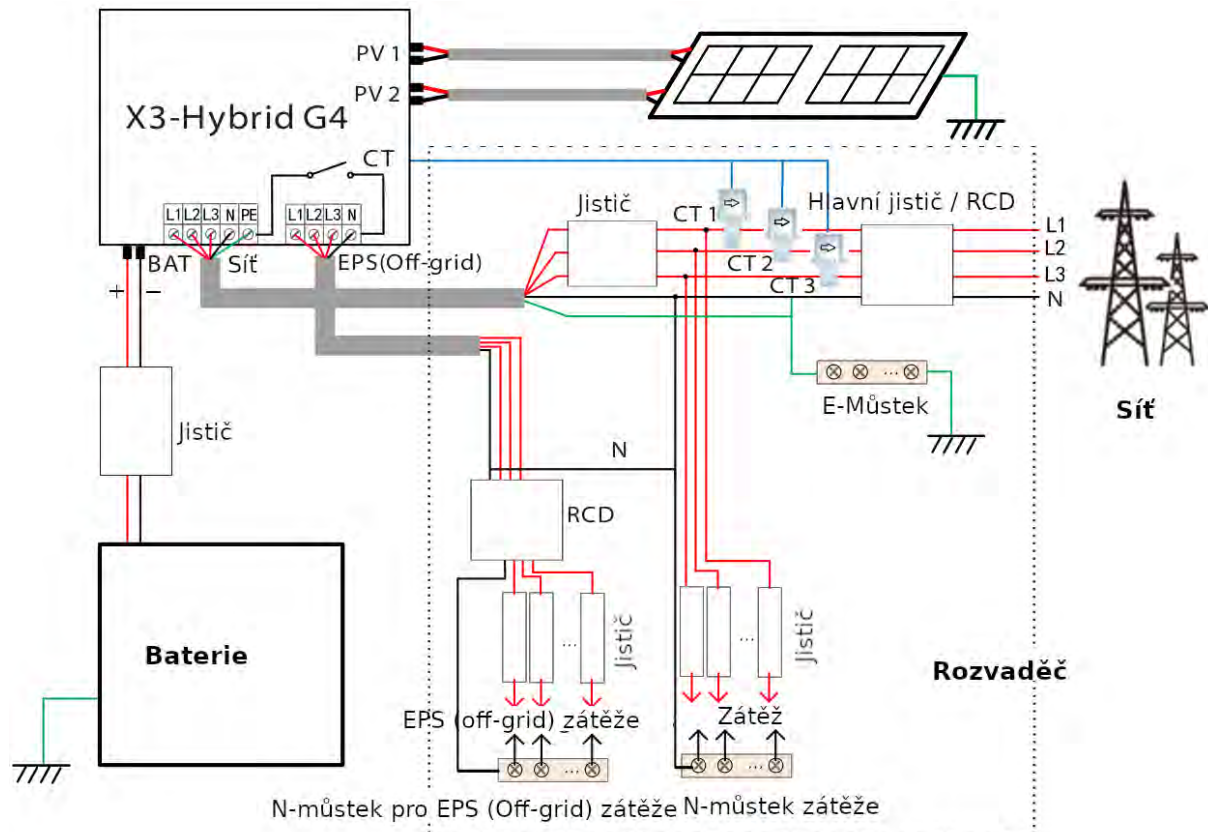 PV 1
PV 2
X3-Hybrid G4
CT
L1 L2 L3 N PE
L1 L2 L3 N
BAT
Síť
EPS(Off-grid)
+
−
Jistič
CT 1
CT 2
CT 3
Hlavní jistič / RCD
L1
L2
L3
N
...
E-Můstek
Síť
Jistič
N
RCD
...
Jistič
...
Jistič
Baterie
Rozvaděč
EPS (off-grid) zátěže
Zátěž
...
...
N-můstek pro EPS (Off-grid) zátěže
N-můstek zátěže